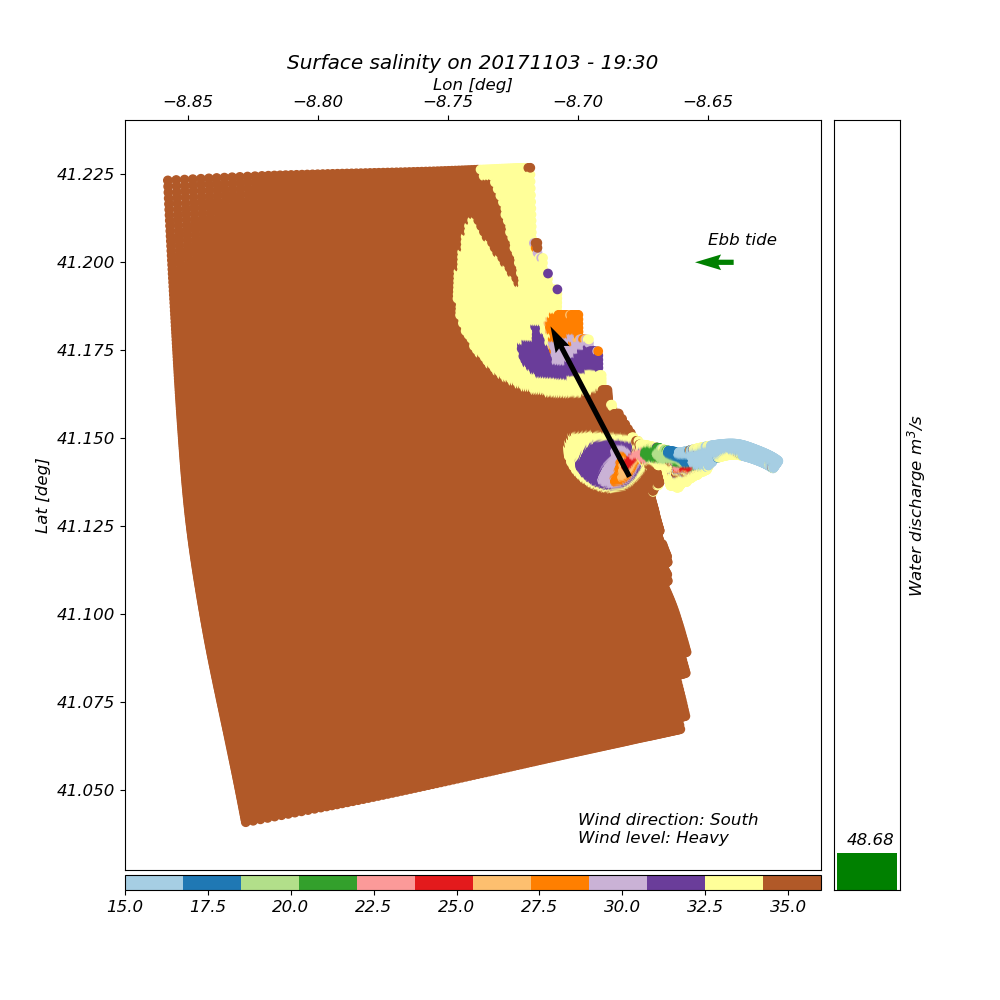 Surface salinity on 20171103 - 19:30
Lon [deg]
−8.85 −8.80 −8.75 −8.70 −8.65
41.225
41.200
41.175
41.150
41.125
41.100
41.075
41.050
Lat [deg]
Ebb tide
Wind direction: South
Wind level: Heavy
Water discharge m³/s
48.68
15.0 17.5 20.0 22.5 25.0 27.5 30.0 32.5 35.0